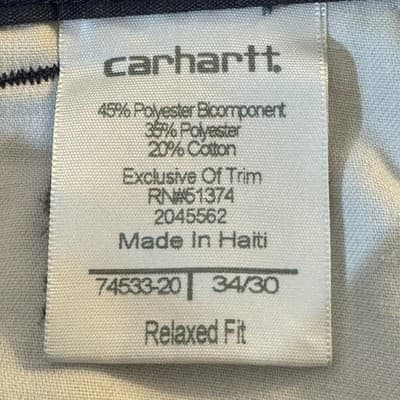 carhartt.
45% Polyester Bicomponent
35% Polyester
20% Cotton
Exclusive Of Trim
RN#51374
2045562
Made In Haiti
74533-20 | 34/30
Relaxed Fit